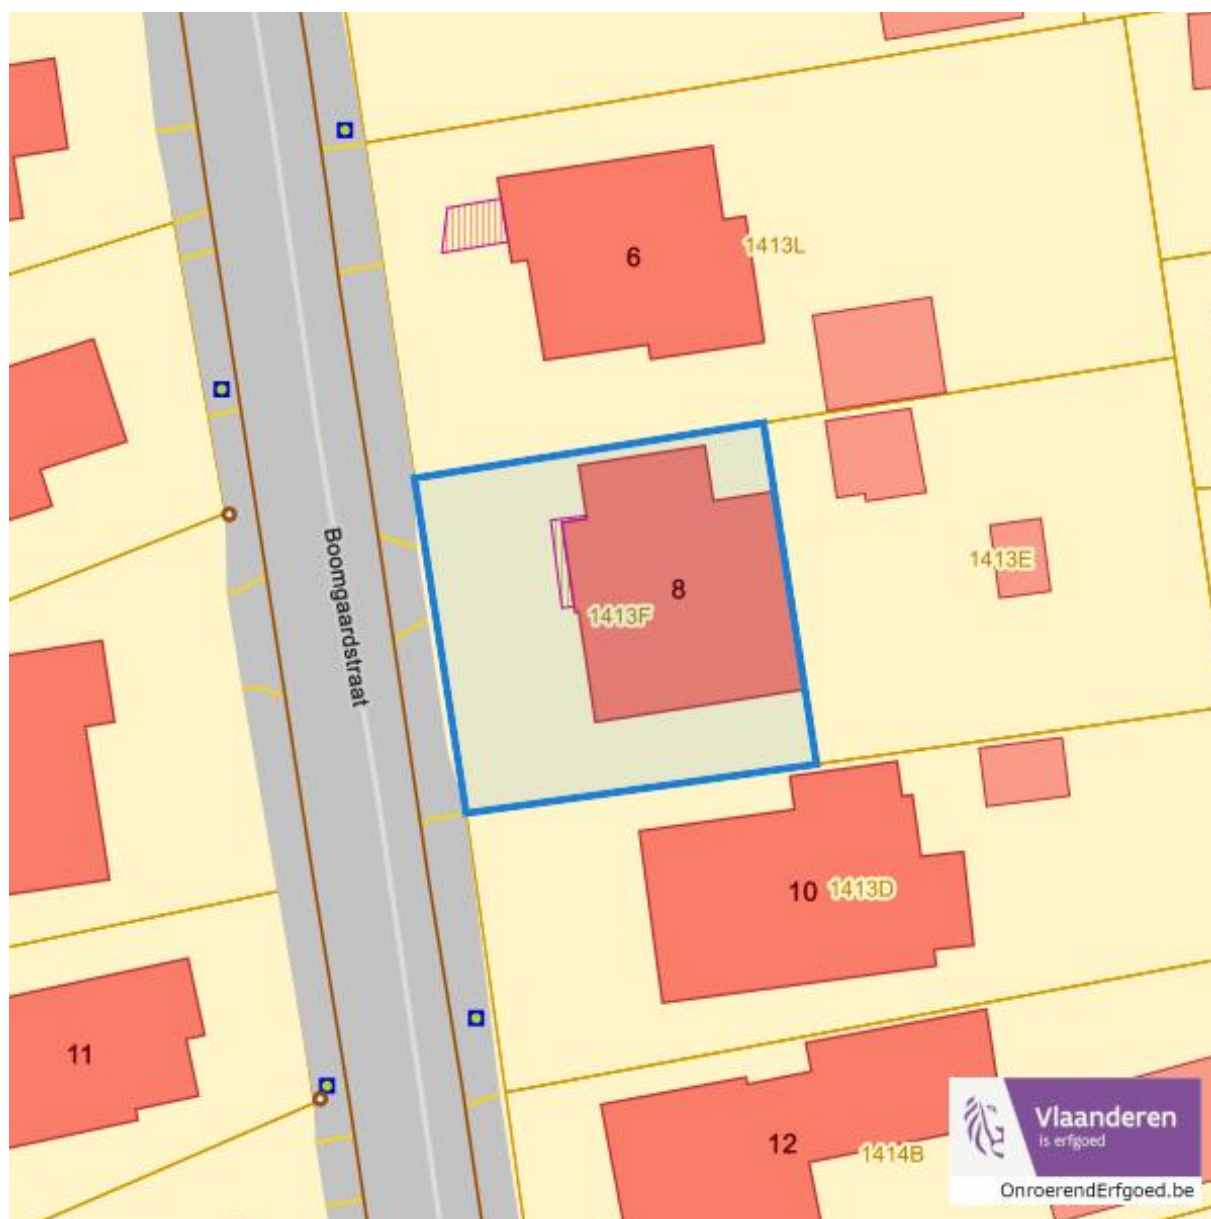 6
1413L
Boomgaardstraat
8
1413F
1413E
10
1413D
11
12
1414B
Vlaanderen
is erfgoed
OnroerendErfgoed.be